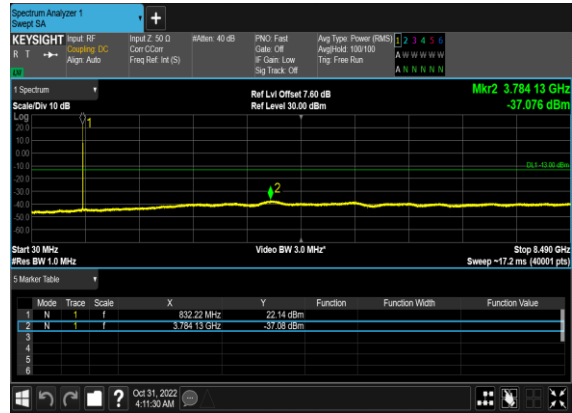 Spectrum Analyzer 1
Swept SA
+
KEYSIGHT Input: RF Input Z: 50 Ω #Atten: 40 dB PNO: Fast Avg Type: Power (RMS) 1 2 3 4 5 6
R T Coupling: DC Corr CCorr Gate: Off Avg|Hold: 100/100 A W W W W W
Align: Auto Freq Ref: Int (S) IF Gain: Low Trig: Free Run
Sig Track: Off A N N N N N
1 Spectrum Ref Lvl Offset 7.60 dB Mkr2 3.784 13 GHz
Scale/Div 10 dB Ref Level 30.00 dBm -37.076 dBm
Log
20.0
10.0
0.00
-10.0
-20.0
-30.0
-40.0
-50.0
-60.0
1
DL1 -13.00 dBm
2
Start 30 MHz Video BW 3.0 MHz* Stop 8.490 GHz
#Res BW 1.0 MHz Sweep ~17.2 ms (40001 pts)
5 Marker Table
Mode Trace Scale X Y Function Function Width Function Value
1 N 1 f 832.22 MHz 22.14 dBm
2 N 1 f 3.784 13 GHz -37.08 dBm
3
4
5
6
? Oct 31, 2022
4:11:30 AM